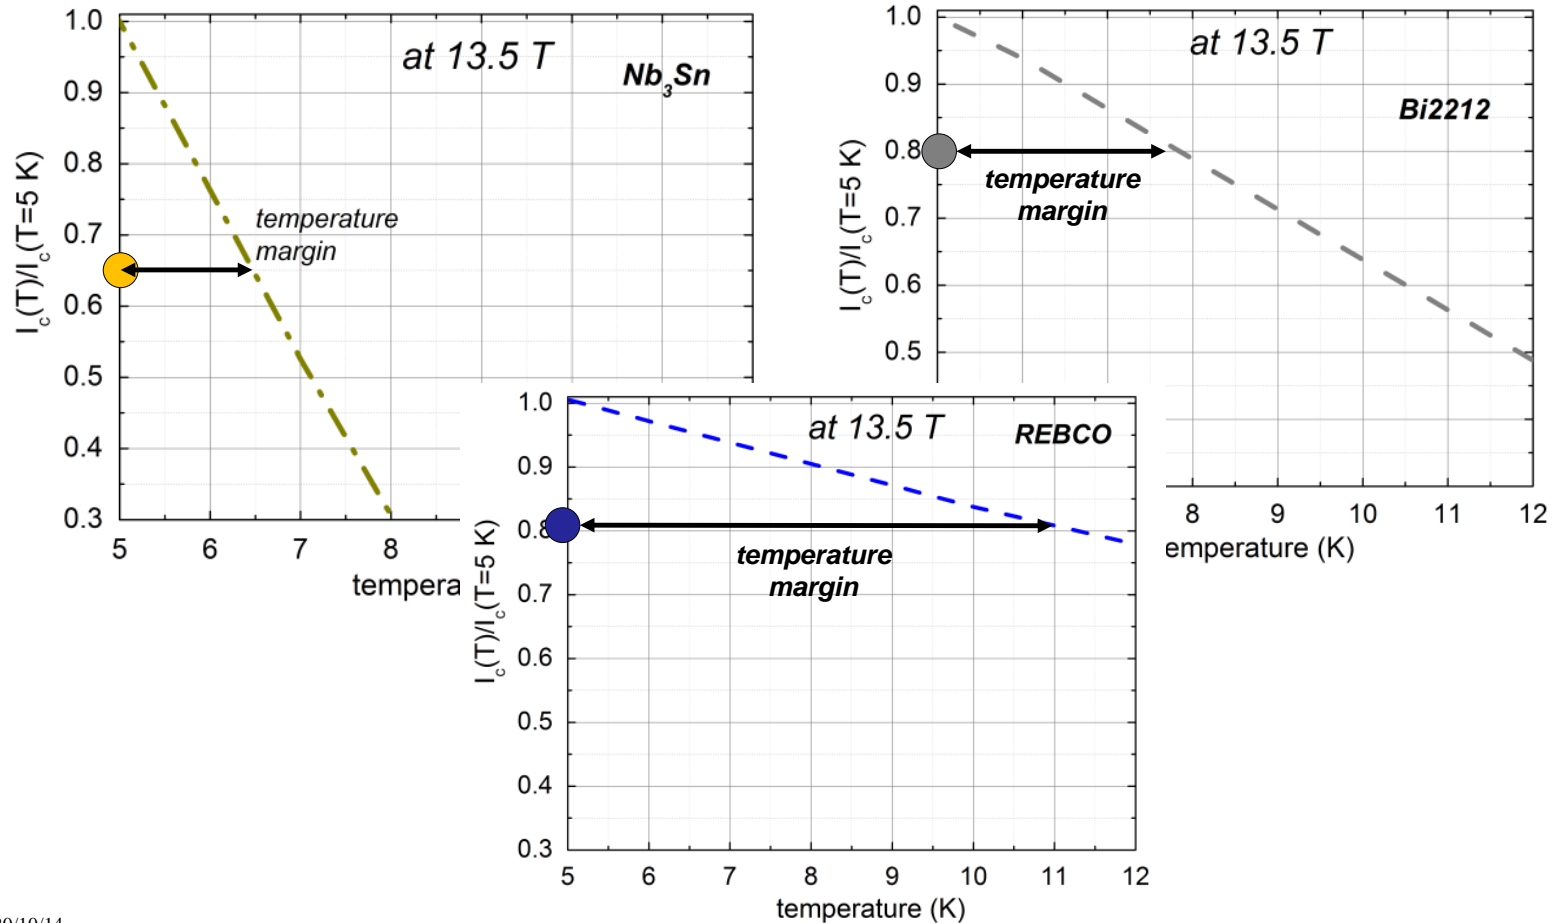 at 13.5 T
Nb3Sn
Ic(T)/Ic(T=5 K)
1.0
0.9
0.8
0.7
0.6
0.5
0.4
0.3
temperature
margin
5
6
7
8
tempera
at 13.5 T
Bi2212
Ic(T)/Ic(T=5 K)
1.0
0.9
0.8
0.7
0.6
0.5
temperature
margin
8
9
10
11
12
emperature (K)
at 13.5 T
REBCO
Ic(T)/Ic(T=5 K)
1.0
0.9
0.8
0.7
0.6
0.5
0.4
0.3
temperature
margin
5
6
7
8
9
10
11
12
temperature (K)